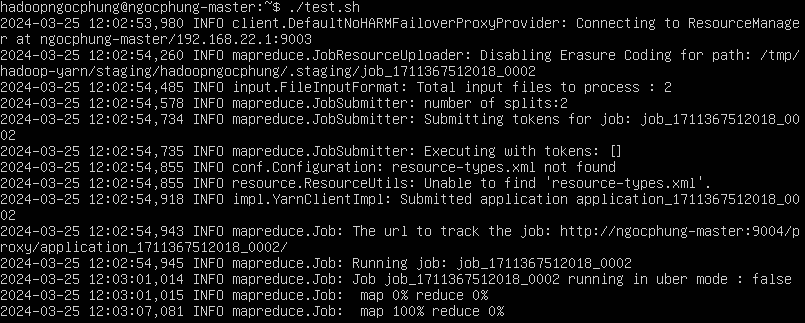 hadoopngocphung@ngocphung-master:~$ ./test.sh
2024-03-25 12:02:53,980 INFO client.DefaultNoHARMFailoverProxyProvider: Connecting to ResourceManage
r at ngocphung-master/192.168.22.1:9003
2024-03-25 12:02:54,260 INFO mapreduce.JobResourceUploader: Disabling Erasure Coding for path: /tmp/
hadoop-yarn/staging/hadoopngocphung/.staging/job_1711367512018_0002
2024-03-25 12:02:54,485 INFO input.FileInputFormat: Total input files to process : 2
2024-03-25 12:02:54,578 INFO mapreduce.JobSubmitter: number of splits:2
2024-03-25 12:02:54,734 INFO mapreduce.JobSubmitter: Submitting tokens for job: job_1711367512018_00
02
2024-03-25 12:02:54,735 INFO mapreduce.JobSubmitter: Executing with tokens: []
2024-03-25 12:02:54,855 INFO conf.Configuration: resource-types.xml not found
2024-03-25 12:02:54,855 INFO resource.ResourceUtils: Unable to find 'resource-types.xml'.
2024-03-25 12:02:54,918 INFO impl.YarnClientImpl: Submitted application application_1711367512018_00
02
2024-03-25 12:02:54,943 INFO mapreduce.Job: The url to track the job: http://ngocphung-master:9004/p
roxy/application_1711367512018_0002/
2024-03-25 12:02:54,945 INFO mapreduce.Job: Running job: job_1711367512018_0002
2024-03-25 12:03:01,014 INFO mapreduce.Job: Job job_1711367512018_0002 running in uber mode : false
2024-03-25 12:03:01,015 INFO mapreduce.Job:  map 0% reduce 0%
2024-03-25 12:03:07,081 INFO mapreduce.Job:  map 100% reduce 0%